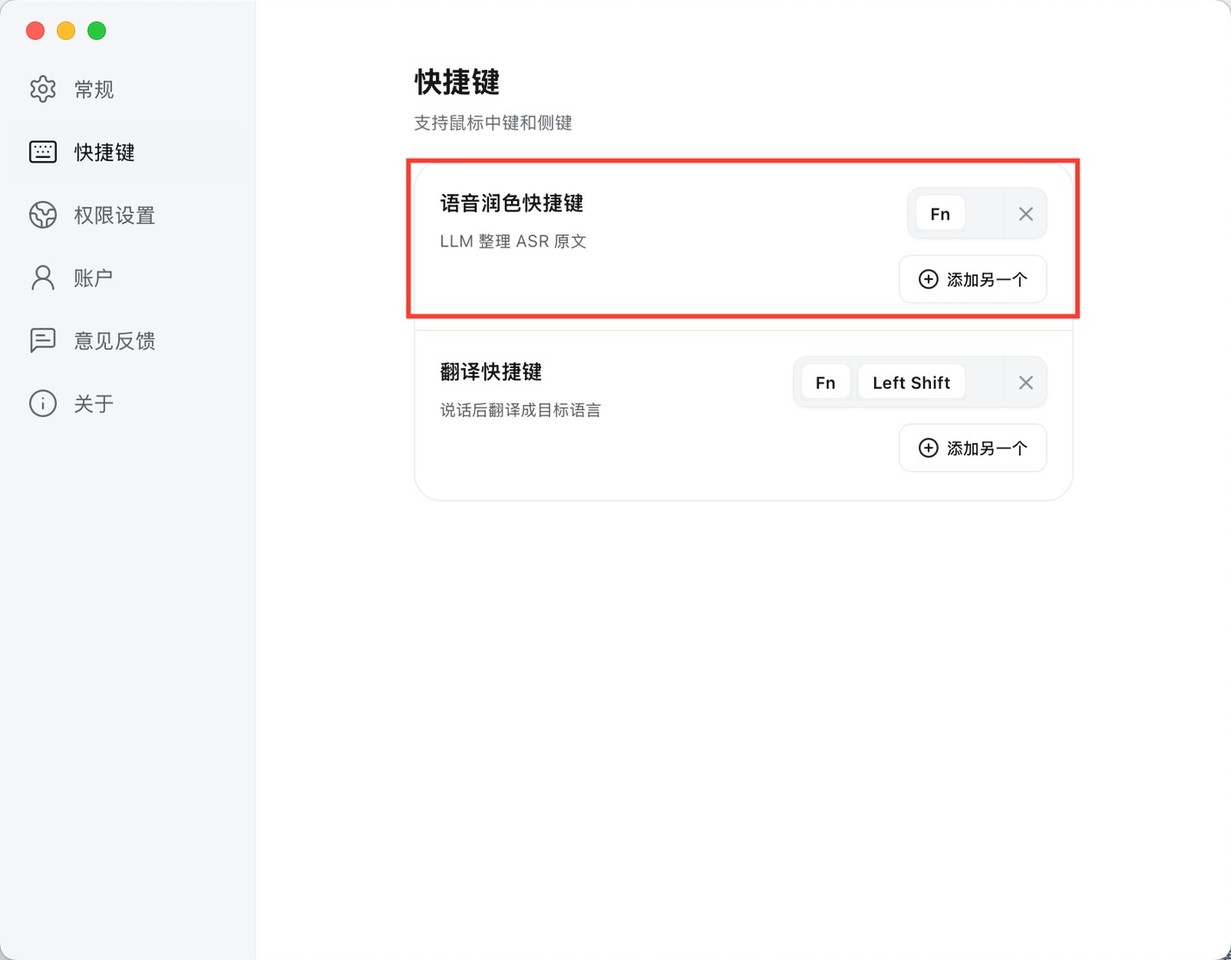 常规
快捷键
权限设置
账户
意见反馈
关于
快捷键
支持鼠标中键和侧键
语音润色快捷键
Fn
LLM 整理 ASR 原文
添加另一个
翻译快捷键
Fn Left Shift
说话后翻译成目标语言
添加另一个